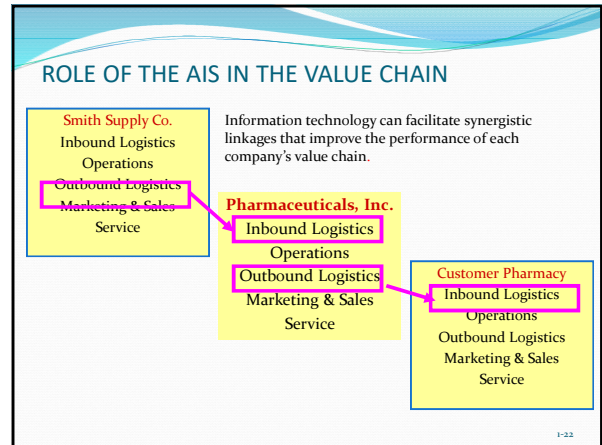 ROLE OF THE AIS IN THE VALUE CHAIN
Smith Supply Co.
Inbound Logistics
Operations
Outbound Logistics
Marketing & Sales
Service
Information technology can facilitate synergistic
linkages that improve the performance of each
company's value chain.
Pharmaceuticals, Inc.
Inbound Logistics
Operations
Outbound Logistics
Marketing & Sales
Service
Customer Pharmacy
Inbound Logistics
Operations
Outbound Logistics
Marketing & Sales
Service
1-22